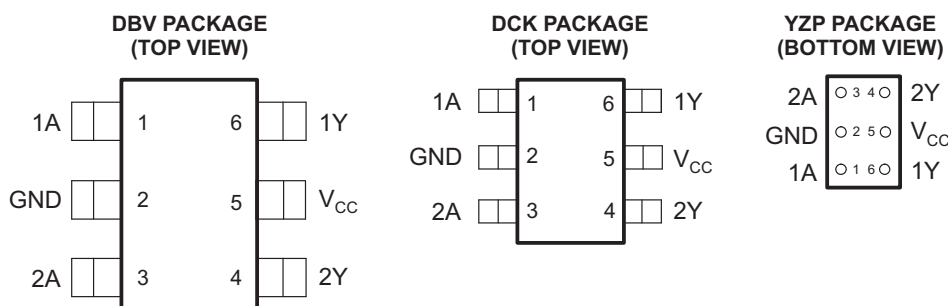 DBV PACKAGE
(TOP VIEW)
1A 1 6 1Y
GND 2 5 VCC
2A 3 4 2Y
DCK PACKAGE
(TOP VIEW)
1A 1 6 1Y
GND 2 5 VCC
2A 3 4 2Y
YZP PACKAGE
(BOTTOM VIEW)
2A 3 4 2Y
GND 2 5 VCC
1A 1 6 1Y